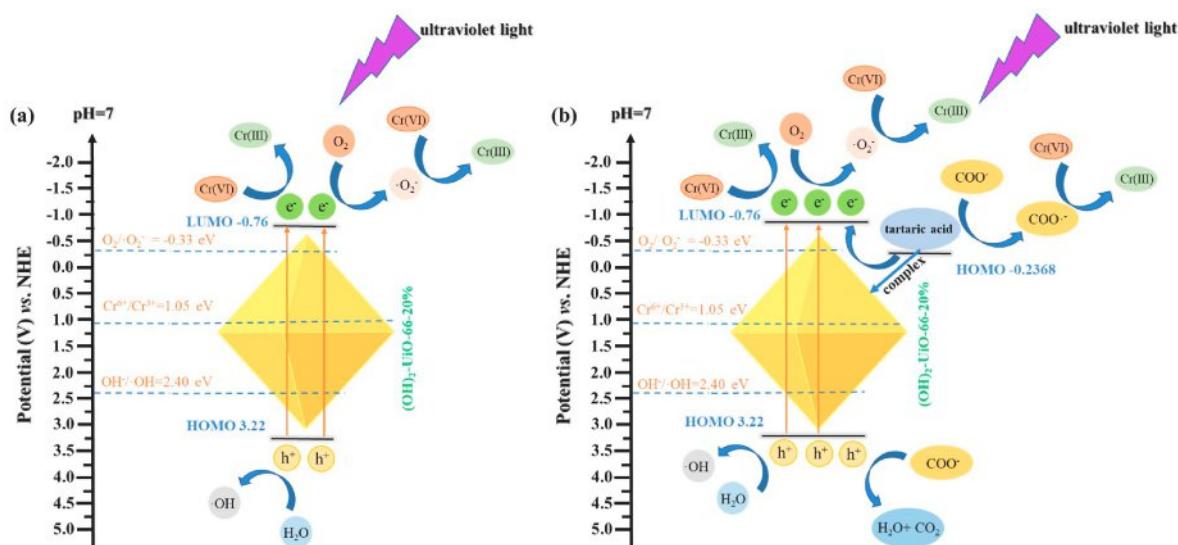 ultraviolet light
(a)
pH=7
Cr(III)
O₂
Cr(VI)
Cr(III)
Cr(VI)
·O₂⁻
e⁻ e⁻
LUMO -0.76
O₂/·O₂⁻ = -0.33 eV
Cr⁶⁺/Cr³⁺=1.05 eV
OH⁻/·OH=2.40 eV
HOMO 3.22
h⁺ h⁺
·OH
H₂O
(OH)₂-UiO-66-20%
Potential (V) vs. NHE
-2.0
-1.5
-1.0
-0.5
0.0
0.5
1.0
1.5
2.0
2.5
3.0
3.5
4.0
4.5
5.0
ultraviolet light
(b)
pH=7
Cr(VI)
Cr(III)
Cr(III)
O₂
·O₂⁻
Cr(VI)
Cr(VI)
COO⁻
Cr(III)
COO·⁻
e⁻ e⁻ e⁻
LUMO -0.76
tartaric acid
O₂/·O₂⁻ = -0.33 eV
HOMO -0.2368
complex
Cr⁶⁺/Cr³⁺=1.05 eV
OH⁻/·OH=2.40 eV
HOMO 3.22
h⁺ h⁺ h⁺
·OH
H₂O
COO⁻
H₂O+ CO₂
(OH)₂-UiO-66-20%
Potential (V) vs. NHE
-2.0
-1.5
-1.0
-0.5
0.0
0.5
1.0
1.5
2.0
2.5
3.0
3.5
4.0
4.5
5.0